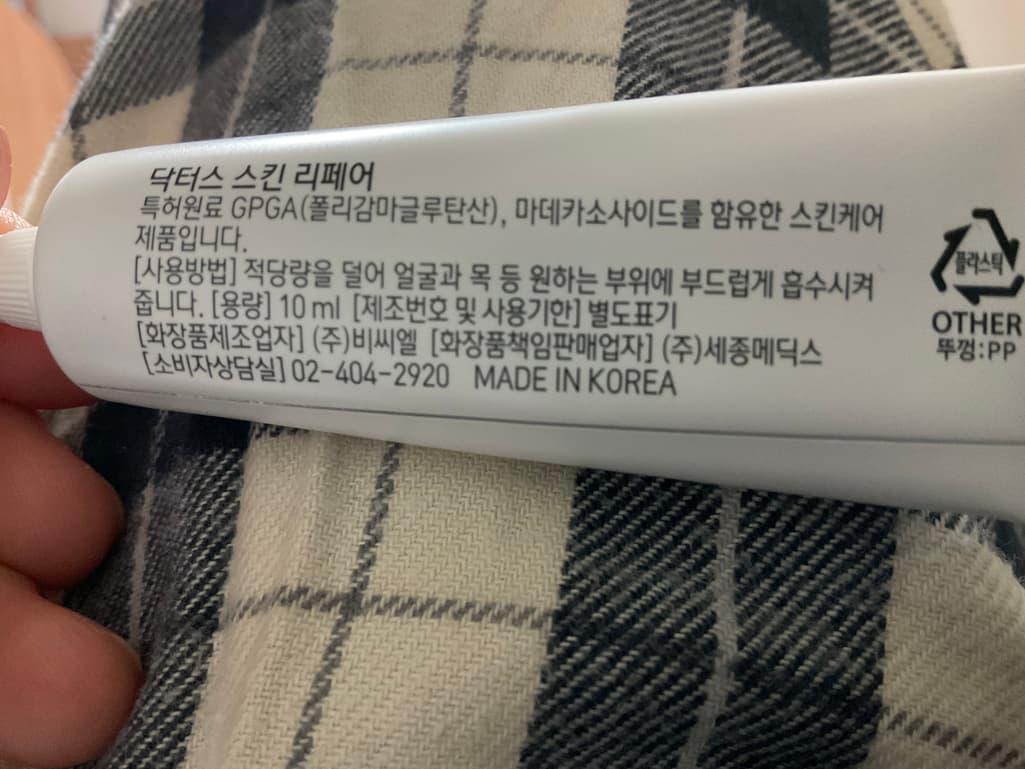 닥터스 스킨 리페어
특허원료 GPGA(폴리감마글루탄산), 마데카소사이드를 함유한 스킨케어
제품입니다.
[사용방법] 적당량을 덜어 얼굴과 목 등 원하는 부위에 부드럽게 흡수시켜
줍니다. [용량] 10 ml [제조번호 및 사용기한] 별도표기
[화장품제조업자] (주)비씨엘 [화장품책임판매업자] (주)세종메딕스
[소비자상담실] 02-404-2920 MADE IN KOREA
플라스틱
OTHER
뚜껑:PP